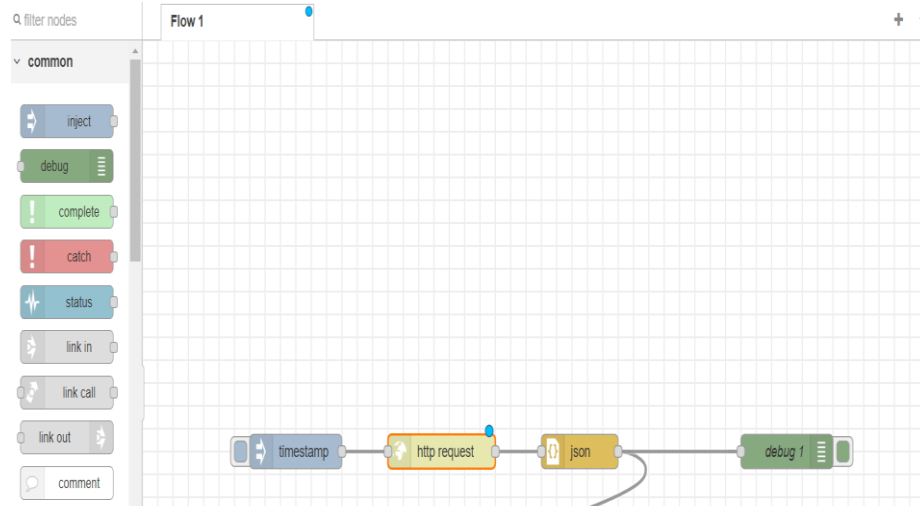 filter nodes
Flow 1
+
common
inject
debug
complete
catch
status
link in
link call
link out
comment
timestamp
http request
{} json
debug 1